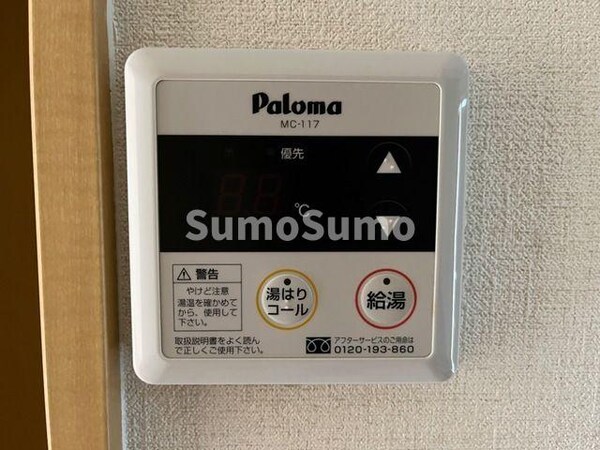 Paloma
MC-117
優先
℃
SumoSumo
警告
やけど注意
湯温を確かめて
から、使用して
下さい。
湯はり
コール
給湯
取扱説明書をよく読ん
で正しくご使用下さい。
アフターサービスのご用命は
0120-193-860